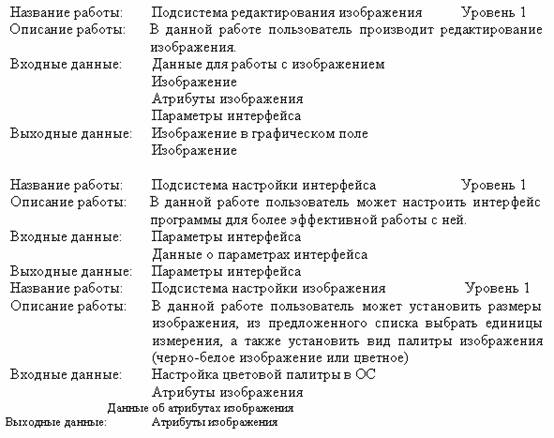 Название работы: Подсистема редактирования изображения Уровень 1
Описание работы: В данной работе пользователь производит редактирование
изображения.
Входные данные: Данные для работы с изображением
Изображение
Атрибуты изображения
Параметры интерфейса
Выходные данные: Изображение в графическом поле
Изображение
Название работы: Подсистема настройки интерфейса Уровень 1
Описание работы: В данной работе пользователь может настроить интерфейс
программы для более эффективной работы с ней.
Входные данные: Параметры интерфейса
Данные о параметрах интерфейса
Выходные данные: Параметры интерфейса
Название работы: Подсистема настройки изображения Уровень 1
Описание работы: В данной работе пользователь может установить размеры
изображения, из предложенного списка выбрать единицы
измерения, а также установить вид палитры изображения
(черно-белое изображение или цветное)
Входные данные: Настройка цветовой палитры в ОС
Атрибуты изображения
Данные об атрибутах изображения
Выходные данные: Атрибуты изображения